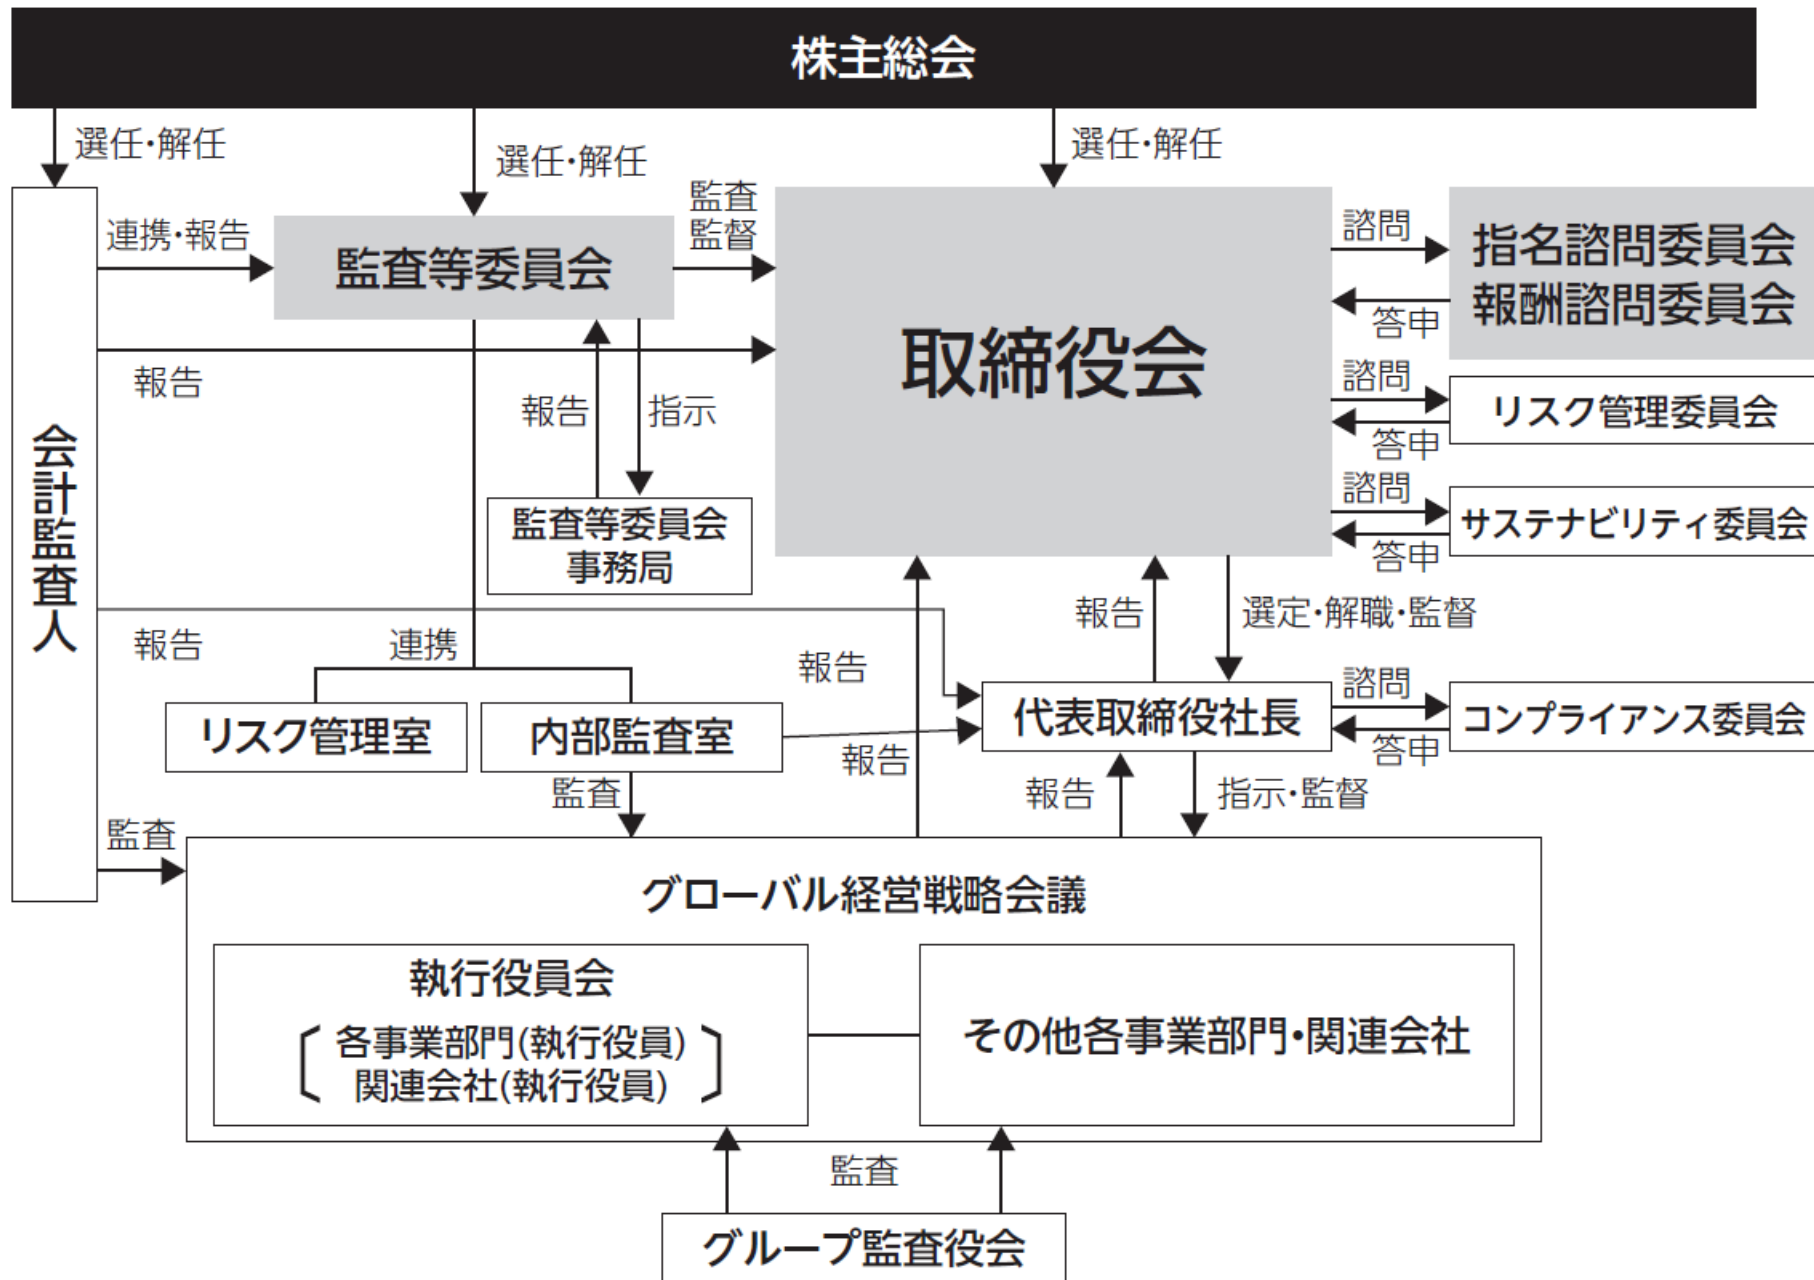 株主総会
選任・解任
選任・解任
選任・解任
連携・報告
監査等委員会
監査
監督
取締役会
諮問
指名諮問委員会
報酬諮問委員会
答申
報告
諮問
リスク管理委員会
答申
報告
指示
諮問
サステナビリティ委員会
答申
監査等委員会
事務局
会計監査人
報告
連携
報告
報告
選定・解職・監督
リスク管理室
内部監査室
報告
代表取締役社長
諮問
コンプライアンス委員会
答申
監査
報告
指示・監督
監査
グローバル経営戦略会議
執行役員会
各事業部門(執行役員)
関連会社(執行役員)
その他各事業部門・関連会社
監査
グループ監査役会